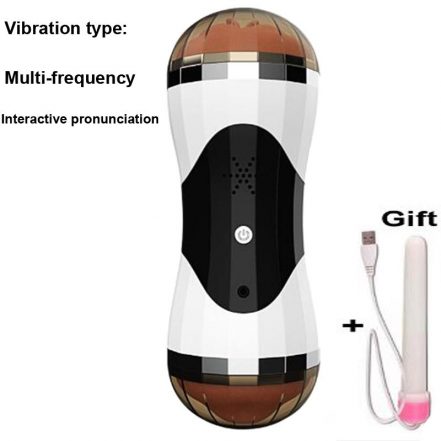 Vibration type:
Multi-frequency
Interactive pronunciation
Gift
+